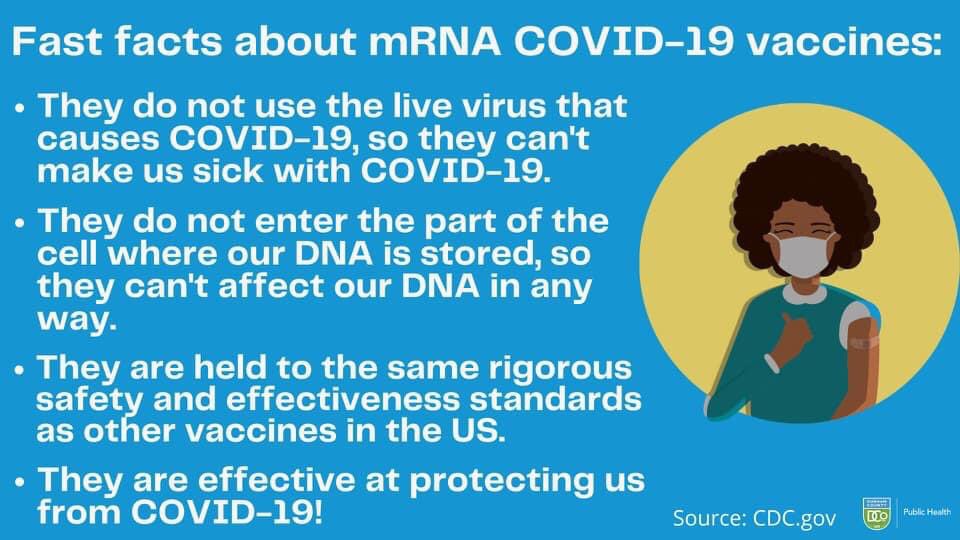 Fast facts about mRNA COVID-19 vaccines:
• They do not use the live virus that
causes COVID-19, so they can't
make us sick with COVID-19.
• They do not enter the part of the
cell where our DNA is stored, so
they can't affect our DNA in any
way.
• They are held to the same rigorous
safety and effectiveness standards
as other vaccines in the US.
• They are effective at protecting us
from COVID-19!
Source: CDC.gov
DURHAM
COUNTY
DCO
Public Health